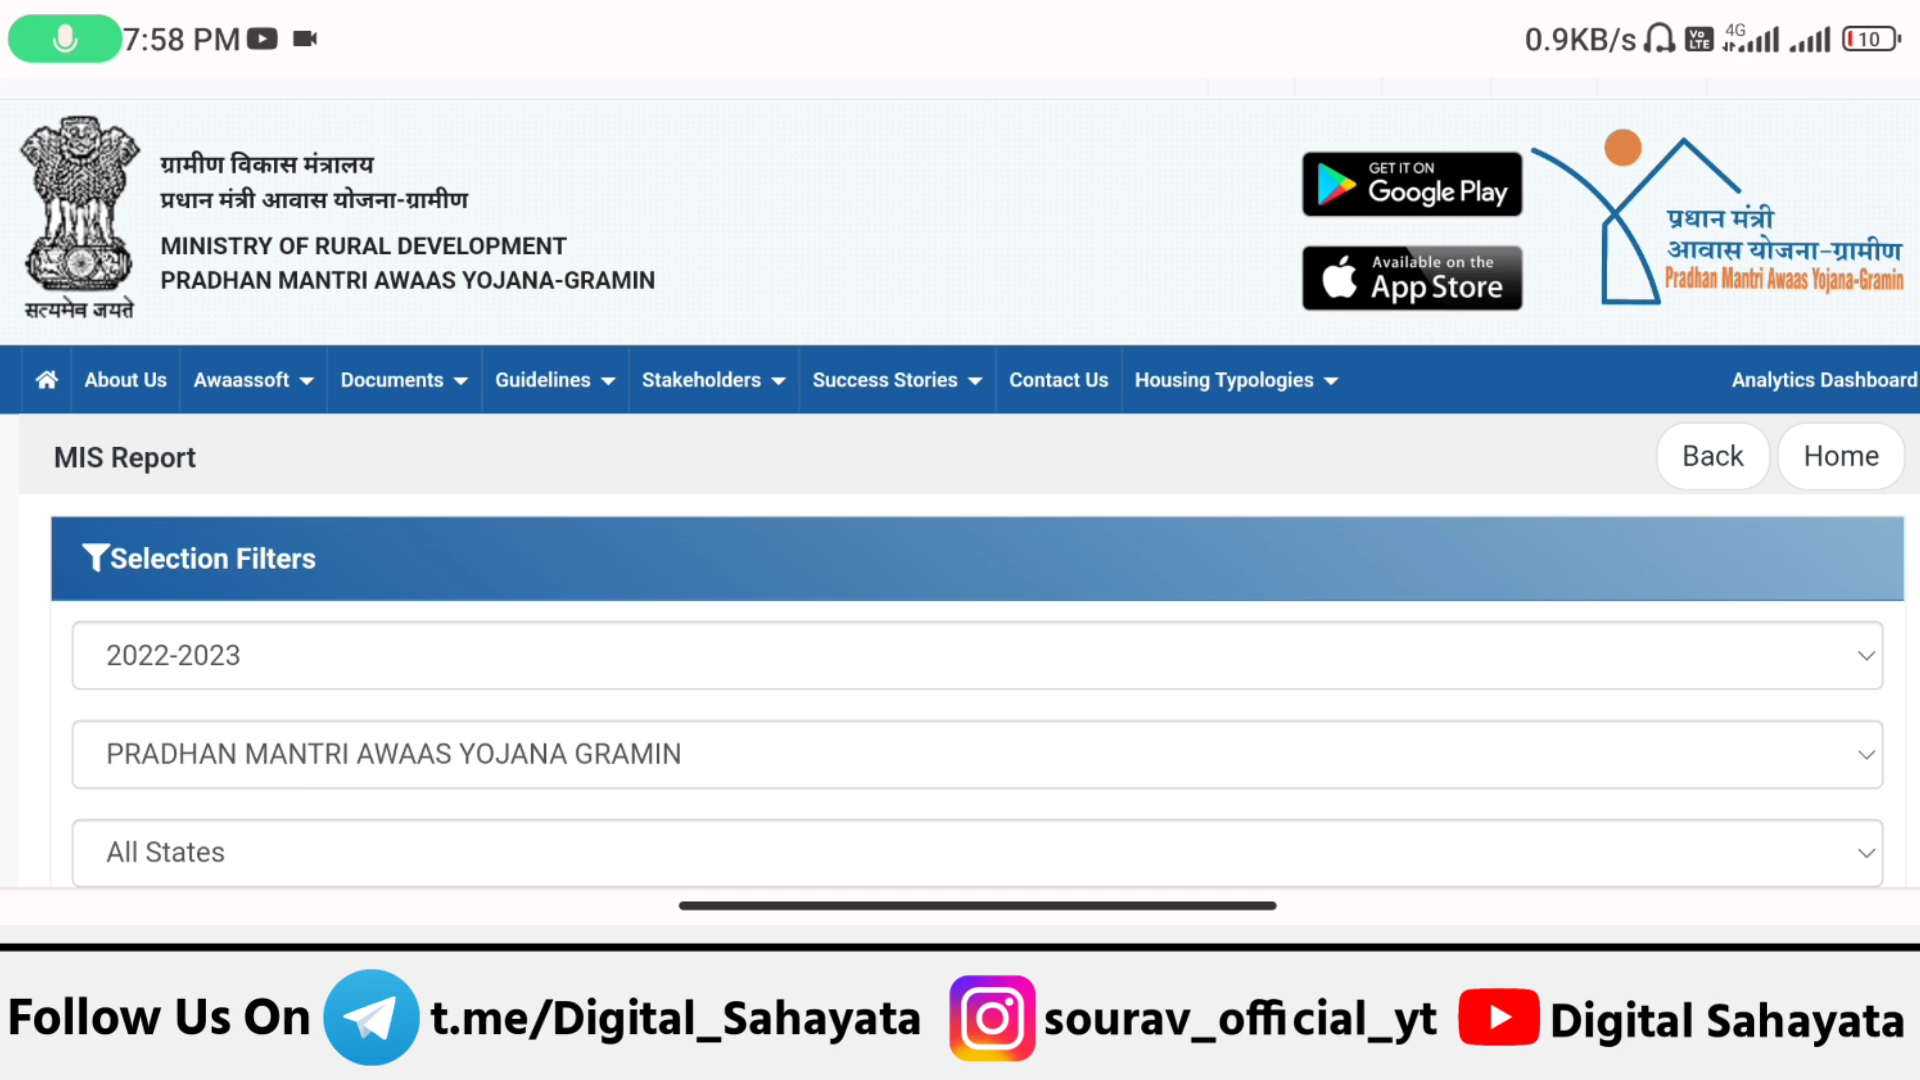 7:58 PM
0.9KB/s
Vo LTE
4G
10
ग्रामीण विकास मंत्रालय
प्रधान मंत्री आवास योजना-ग्रामीण
MINISTRY OF RURAL DEVELOPMENT
PRADHAN MANTRI AWAAS YOJANA-GRAMIN
सत्यमेव जयते
GET IT ON
Google Play
Available on the
App Store
प्रधान मंत्री
आवास योजना-ग्रामीण
Pradhan Mantri Awaas Yojana-Gramin
About Us
Awaassoft
Documents
Guidelines
Stakeholders
Success Stories
Contact Us
Housing Typologies
Analytics Dashboard
MIS Report
Back
Home
Selection Filters
2022-2023
PRADHAN MANTRI AWAAS YOJANA GRAMIN
All States
Follow Us On t.me/Digital_Sahayata sourav_official_yt Digital Sahayata